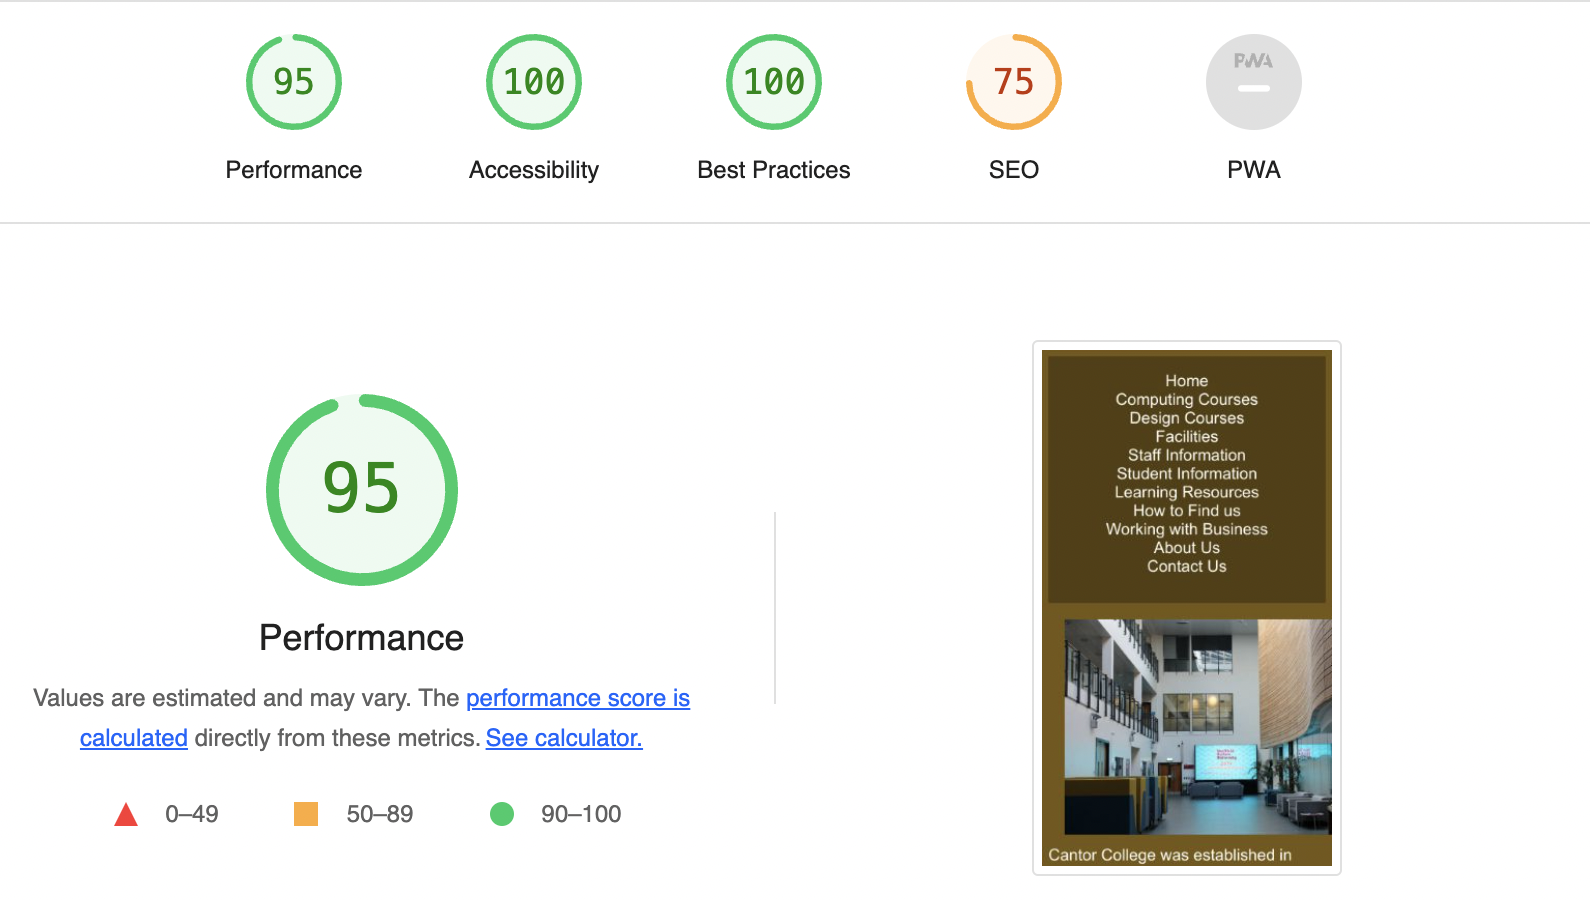 95
100
100
75
PWA
Performance
Accessibility
Best Practices
SEO
PWA
95
Performance
Values are estimated and may vary. The performance score is
calculated directly from these metrics. See calculator.
0–49
50–89
90–100
Home
Computing Courses
Design Courses
Facilities
Staff Information
Student Information
Learning Resources
How to Find us
Working with Business
About Us
Contact Us
Cantor College was established in